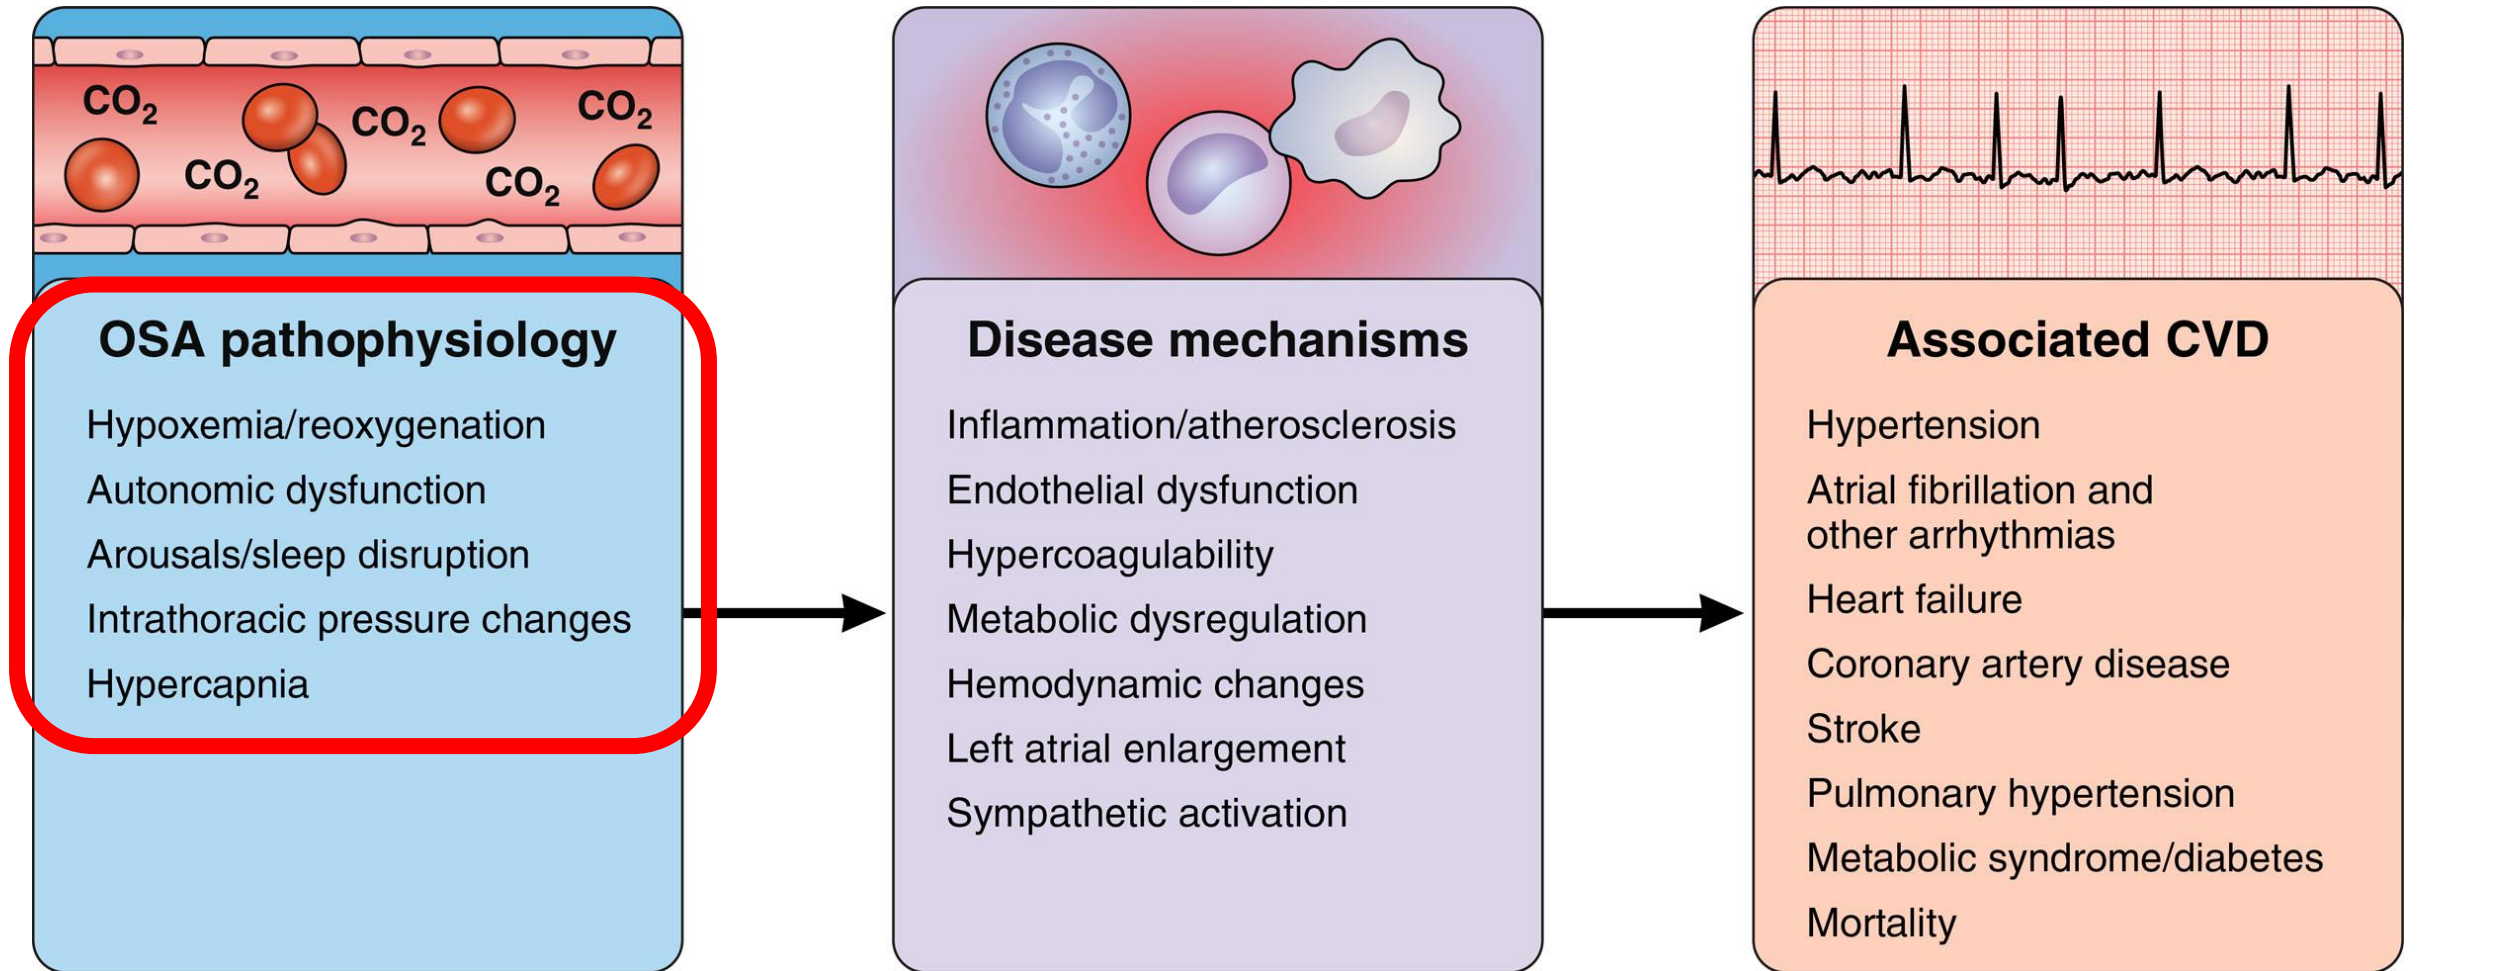 CO2
CO2
CO2
CO2
CO2
OSA pathophysiology
Hypoxemia/reoxygenation
Autonomic dysfunction
Arousals/sleep disruption
Intrathoracic pressure changes
Hypercapnia
Disease mechanisms
Inflammation/atherosclerosis
Endothelial dysfunction
Hypercoagulability
Metabolic dysregulation
Hemodynamic changes
Left atrial enlargement
Sympathetic activation
Associated CVD
Hypertension
Atrial fibrillation and
other arrhythmias
Heart failure
Coronary artery disease
Stroke
Pulmonary hypertension
Metabolic syndrome/diabetes
Mortality